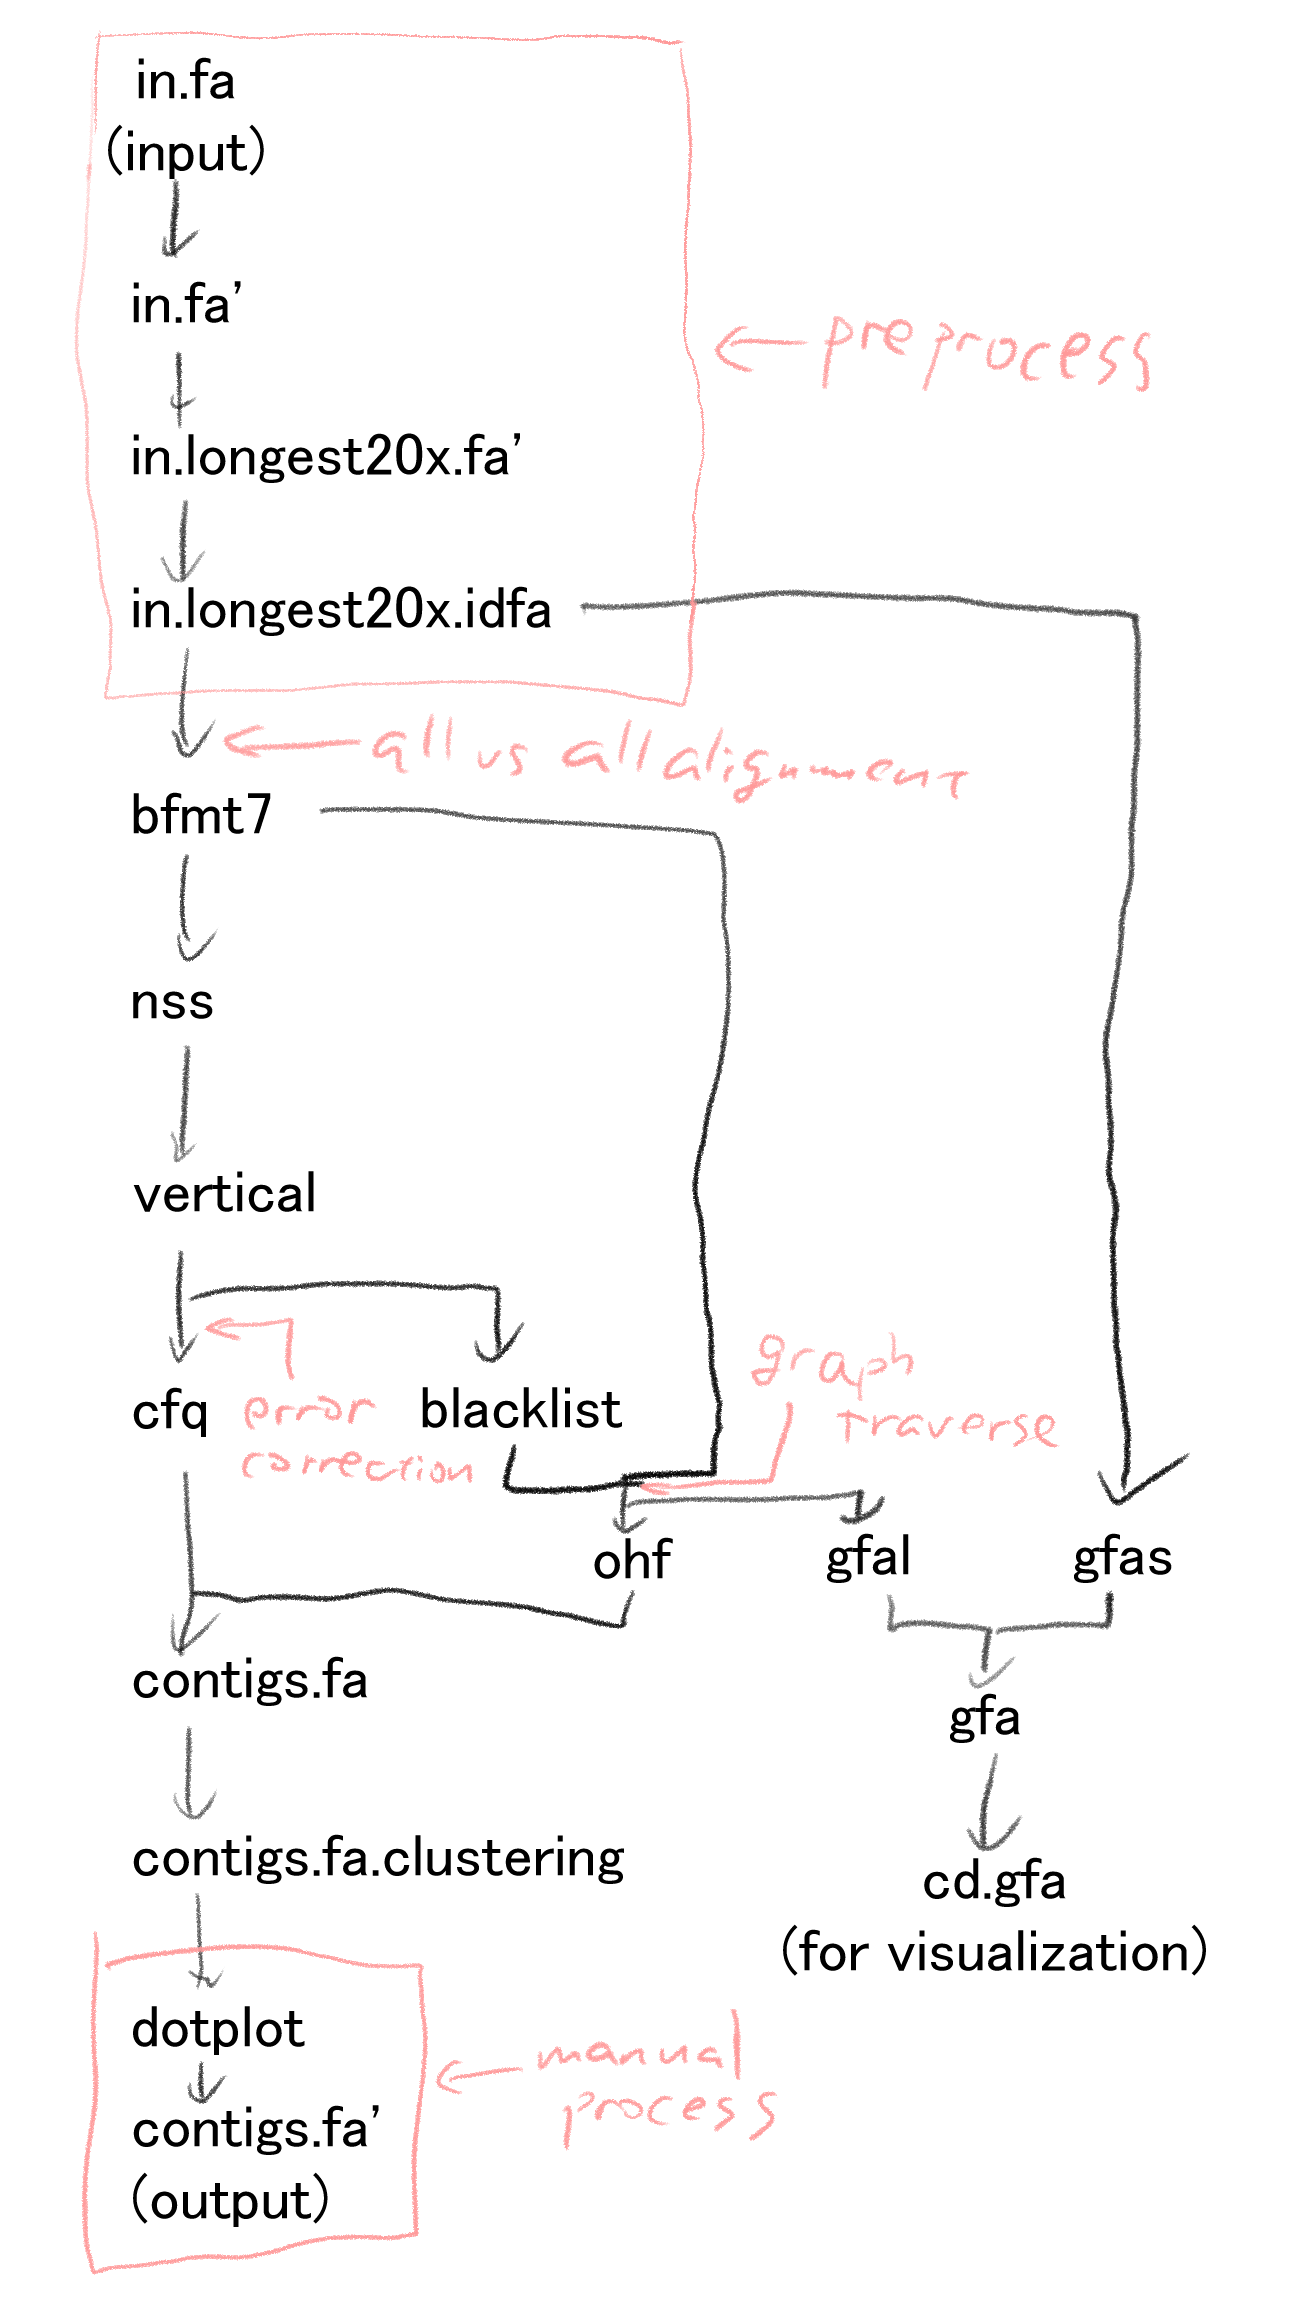 in.fa
(input)
in.fa'
preprocess
in.longest20x.fa'
in.longest20x.idfa
all vs all alignment
bfmt7
nss
vertical
cfq
error
correction
blacklist
graph
traverse
ohf
gfal
gfas
contigs.fa
gfa
contigs.fa.clustering
cd.gfa
(for visualization)
dotplot
contigs.fa'
(output)
manual
process